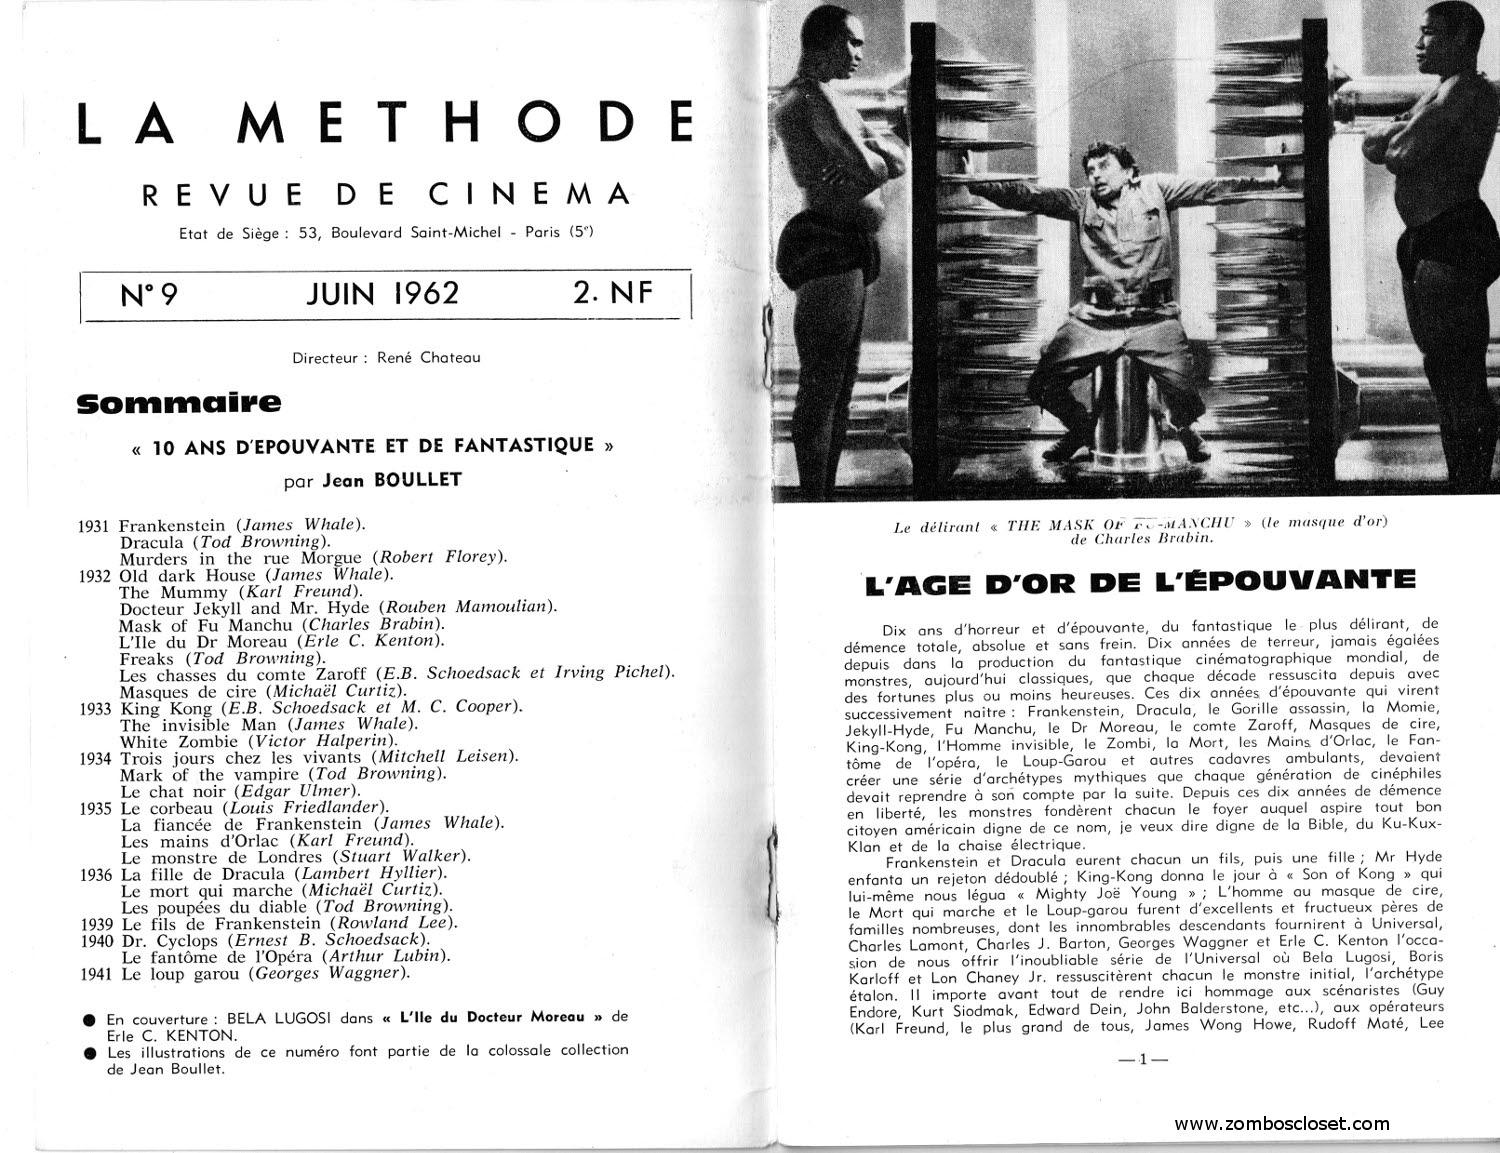 LA METHODE
REVUE DE CINEMA
Etat de Siège : 53, Boulevard Saint-Michel - Paris (5e)
N° 9 JUIN 1962 2. NF
Directeur : René Chateau
Sommaire
« 10 ANS D'EPOUVANTE ET DE FANTASTIQUE »
par Jean BOULLET
1931 Frankenstein (James Whale).
Dracula (Tod Browning).
Murders in the rue Morgue (Robert Florey).
1932 Old dark House (James Whale).
The Mummy (Karl Freund).
Docteur Jekyll and Mr. Hyde (Rouben Mamoulian).
Mask of Fu Manchu (Charles Brabin).
L'Ile du Dr Moreau (Erle C. Kenton).
Freaks (Tod Browning).
Les chasses du comte Zaroff (E.B. Schoedsack et Irving Pichel).
Masques de cire (Michaël Curtiz).
1933 King Kong (E.B. Schoedsack et M. C. Cooper).
The invisible Man (James Whale).
White Zombie (Victor Halperin).
1934 Trois jours chez les vivants (Mitchell Leisen).
Mark of the vampire (Tod Browning).
Le chat noir (Edgar Ulmer).
1935 Le corbeau (Louis Friedlander).
La fiancée de Frankenstein (James Whale).
Les mains d'Orlac (Karl Freund).
Le monstre de Londres (Stuart Walker).
1936 La fille de Dracula (Lambert Hyllier).
Le mort qui marche (Michaël Curtiz).
Les poupées du diable (Tod Browning).
1939 Le fils de Frankenstein (Rowland Lee).
1940 Dr. Cyclops (Ernest B. Schoedsack).
Le fantôme de l'Opéra (Arthur Lubin).
1941 Le loup garou (Georges Waggner).
● En couverture : BELA LUGOSI dans « L'Ile du Docteur Moreau » de
Erle C. KENTON.
● Les illustrations de ce numéro font partie de la colossale collection
de Jean Boullet.
Le délirant « THE MASK OF FU-MANCHU » (le masque d'or)
de Charles Brabin.
L'AGE D'OR DE L'ÉPOUVANTE
Dix ans d'horreur et d'épouvante, du fantastique le plus délirant, de
démence totale, absolue et sans frein. Dix années de terreur, jamais égalées
depuis dans la production du fantastique cinématographique mondial, de
monstres, aujourd'hui classiques, que chaque décade ressuscita depuis avec
des fortunes plus ou moins heureuses. Ces dix années d'épouvante qui virent
successivement naître : Frankenstein, Dracula, le Gorille assassin, la Momie,
Jekyll-Hyde, Fu Manchu, le Dr Moreau, le comte Zaroff, Masques de cire,
King-Kong, l'Homme invisible, le Zombi, la Mort, les Mains d'Orlac, le Fan-
tôme de l'opéra, le Loup-Garou et autres cadavres ambulants, devaient
créer une série d'archétypes mythiques que chaque génération de cinéphiles
devait reprendre à son compte par la suite. Depuis ces dix années de démence
en liberté, les monstres fondèrent chacun le foyer auquel aspire tout bon
citoyen américain digne de ce nom, je veux dire digne de la Bible, du Ku-Kux-
Klan et de la chaise électrique.
Frankenstein et Dracula eurent chacun un fils, puis une fille ; Mr Hyde
enfanta un rejeton dédoublé ; King-Kong donna le jour à « Son of Kong » qui
lui-même nous légua « Mighty Joë Young » ; L'homme au masque de cire,
le Mort qui marche et le Loup-garou furent d'excellents et fructueux pères de
familles nombreuses, dont les innombrables descendants fournirent à Universal,
Charles Lamont, Charles J. Barton, Georges Waggner et Erle C. Kenton l'occa-
sion de nous offrir l'inoubliable série de l'Universal où Bela Lugosi, Boris
Karloff et Lon Chaney Jr. ressuscitèrent chacun le monstre initial, l'archétype
étalon. Il importe avant tout de rendre ici hommage aux scénaristes (Guy
Endore, Kurt Siodmak, Edward Dein, John Balderstone, etc...), aux opérateurs
(Karl Freund, le plus grand de tous, James Wong Howe, Rudoff Maté, Lee
— 1 —
www.zomboscloset.com